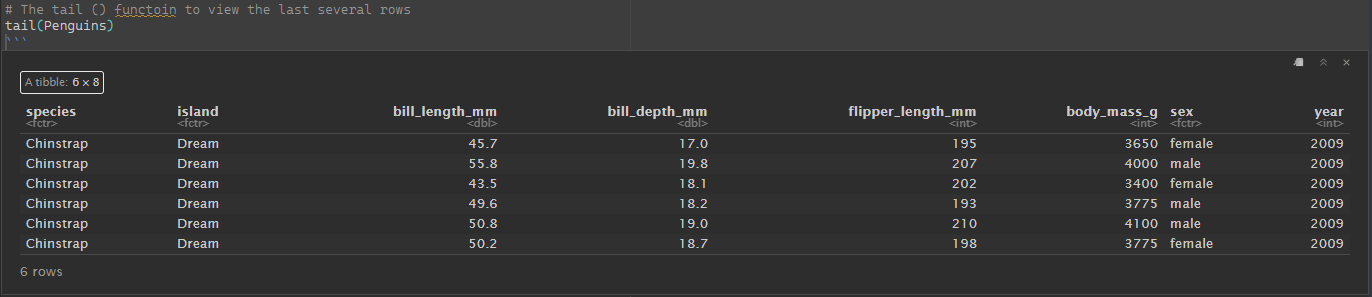 # The tail () functoin to view the last several rows
tail(Penguins)
```
A tibble: 6 × 8
species island bill_length_mm bill_depth_mm flipper_length_mm body_mass_g sex year
<fctr> <fctr> <dbl> <dbl> <int> <int> <fctr> <int>
Chinstrap Dream 45.7 17.0 195 3650 female 2009
Chinstrap Dream 55.8 19.8 207 4000 male 2009
Chinstrap Dream 43.5 18.1 202 3400 female 2009
Chinstrap Dream 49.6 18.2 193 3775 male 2009
Chinstrap Dream 50.8 19.0 210 4100 male 2009
Chinstrap Dream 50.2 18.7 198 3775 female 2009
6 rows